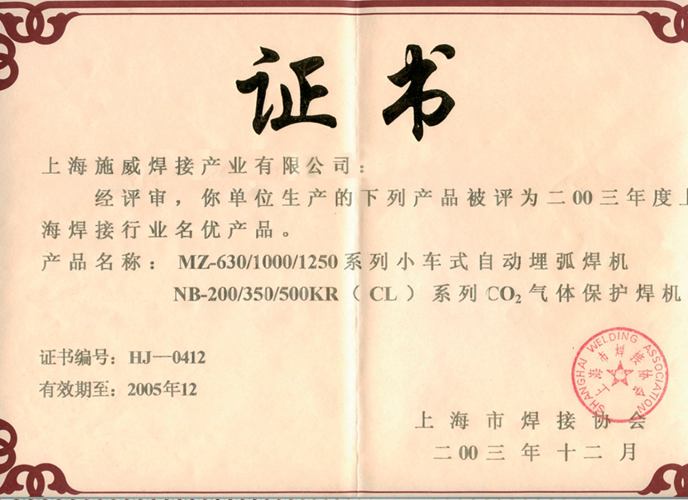 证书
上海施威焊接产业有限公司：
经评审，你单位生产的下列产品被评为二00三年度上
海焊接行业名优产品。
产品名称：MZ-630/1000/1250系列小车式自动埋弧焊机
NB-200/350/500KR（CL）系列CO₂气体保护焊机
证书编号：HJ—0412
有效期至：2005年12
SHANGHAI WELDING ASSOCIATION
上海市焊接协会
上海市焊接协会
二00三年十二月